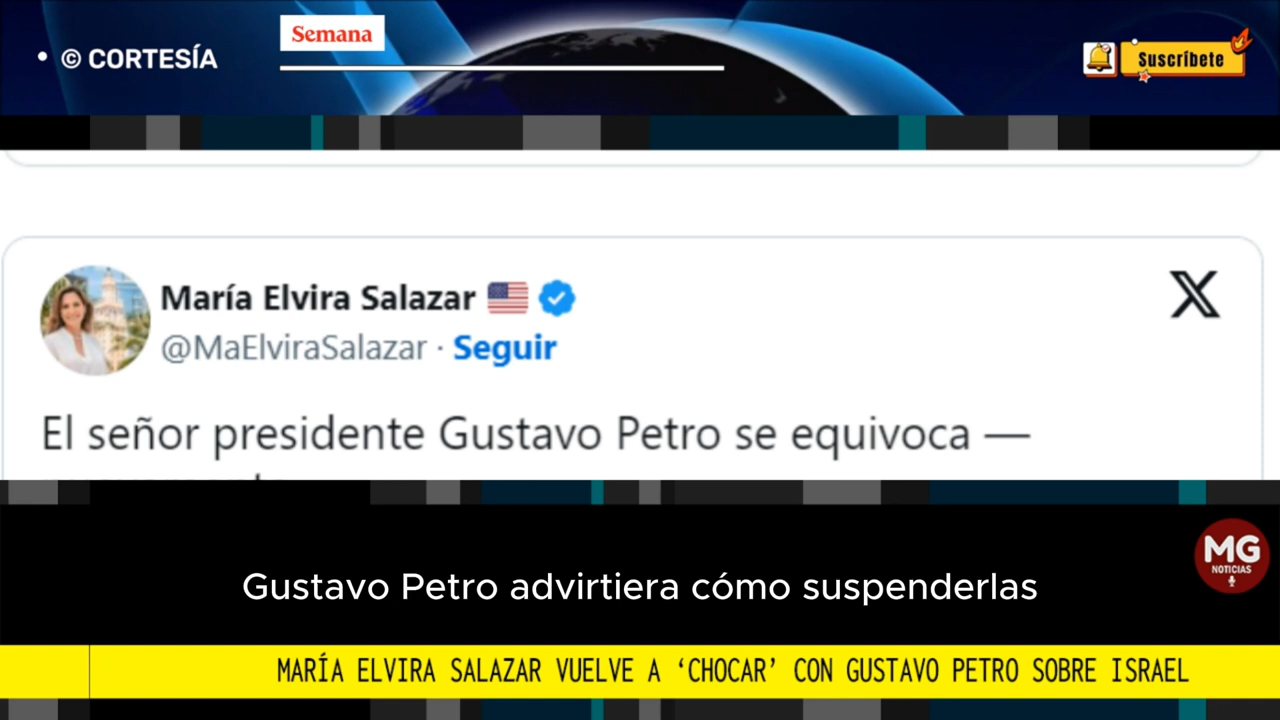 • © CORTESÍA
Semana
Suscríbete
María Elvira Salazar
@MaElviraSalazar · Seguir
El señor presidente Gustavo Petro se equivoca —
Gustavo Petro advirtiera cómo suspenderlas
MG
NOTICIAS
MARÍA ELVIRA SALAZAR VUELVE A ‘CHOCAR’ CON GUSTAVO PETRO SOBRE ISRAEL